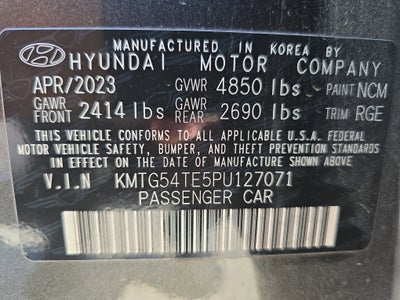 MANUFACTURED IN KOREA BY
HYUNDAI MOTOR COMPANY
APR/2023 GVWR 4850 lbs PAINT NCM
GAWR FRONT 2414 lbs GAWR REAR 2690 lbs TRIM RGE
THIS VEHICLE CONFORMS TO ALL APPLICABLE U.S.A. FEDERAL
MOTOR VEHICLE SAFETY, BUMPER, AND THEFT PREVENTION STANDARDS
IN EFFECT ON THE DATE OF MANUFACTURE SHOWN ABOVE.
V.I.N KMTG54TE5PU127071
PASSENGER CAR